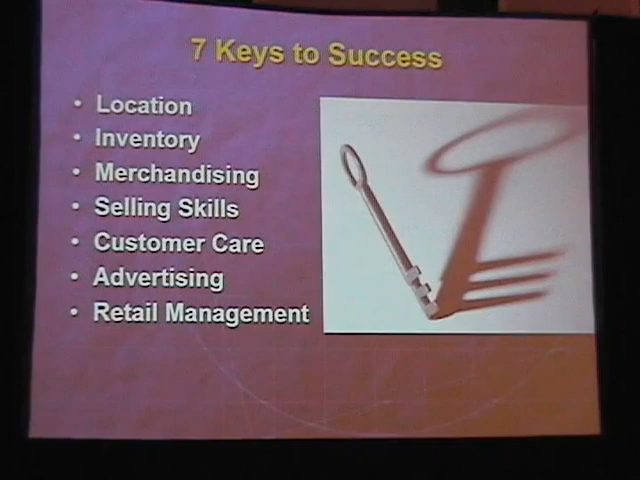 7 Keys to Success
• Location
• Inventory
• Merchandising
• Selling Skills
• Customer Care
• Advertising
• Retail Management